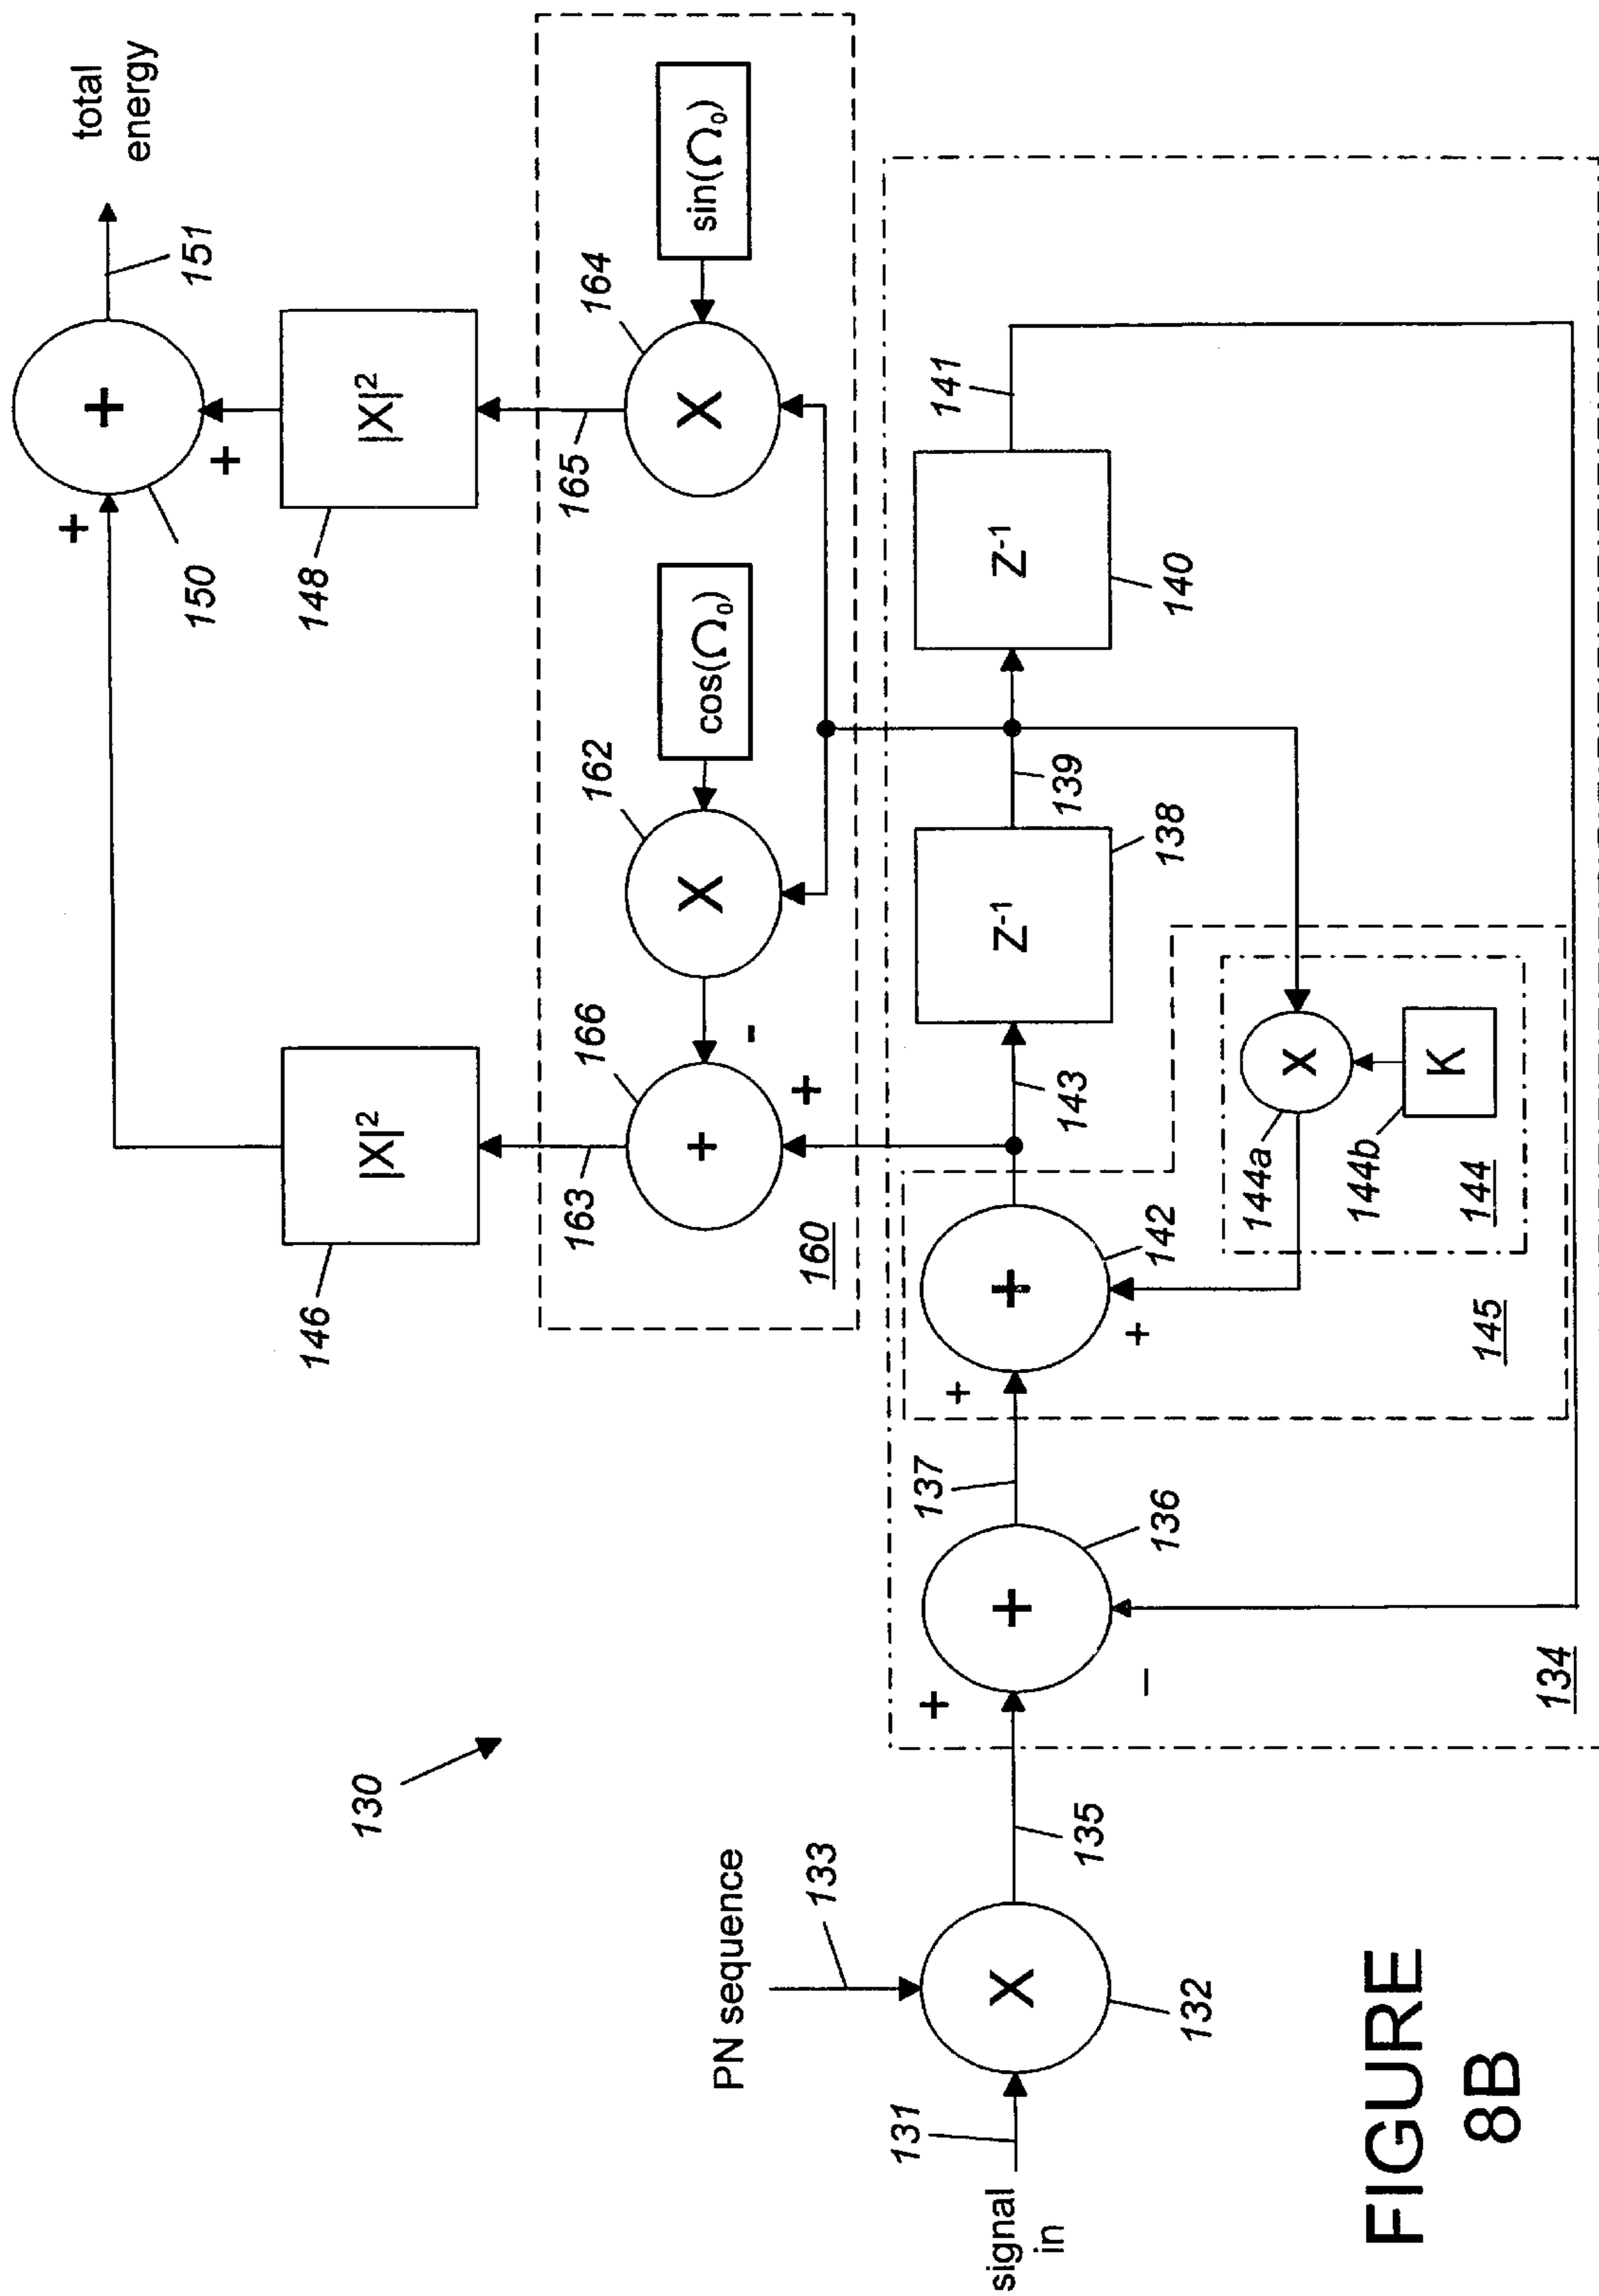 total
energy
151
+
+
+
150
|X|²
148
|X|²
146
sin(Ω₀)
164
X
165
cos(Ω₀)
162
X
-
166
+
+
163
160
141
Z⁻¹
140
139
Z⁻¹
138
143
X
K
144a
144b
144
+
142
+
+
145
137
+
136
+
−
134
130
PN sequence
133
135
X
132
131
signal
in
FIGURE
8B